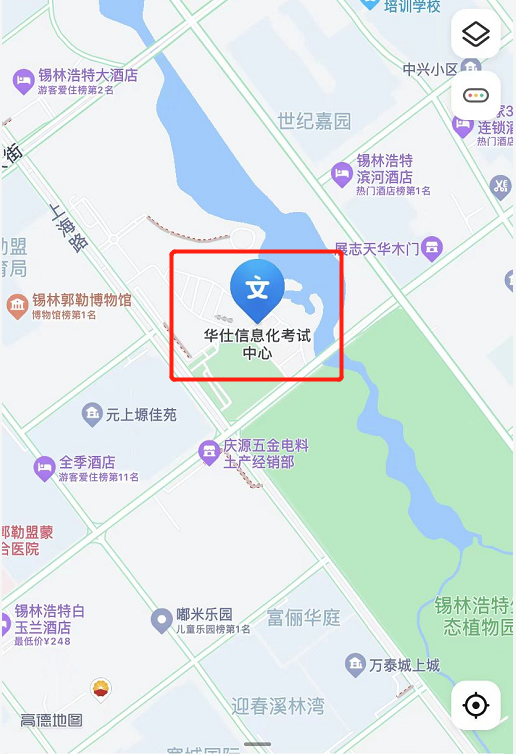 培训学校
中兴小区
锡林浩特大酒店
游客爱住榜第2名
世纪嘉园
连锁酒
热门酒店
锡林浩特
滨河酒店
热门酒店榜第1名
大街
上海路
展志天华木门
勒盟
育局
文
锡林郭勒博物馆
博物馆榜第1名
华仕信息化考试
中心
元上塬佳苑
庆源五金电料
土产经销部
全季酒店
游客爱住榜第11名
郭勒盟蒙
合医院
锡林浩特
态植物园
锡林浩特白
玉兰酒店
最低价¥248
嘟米乐园
儿童乐园榜第1名
富俪华庭
万泰城上城
迎春溪林湾
高德地图
宾城国际